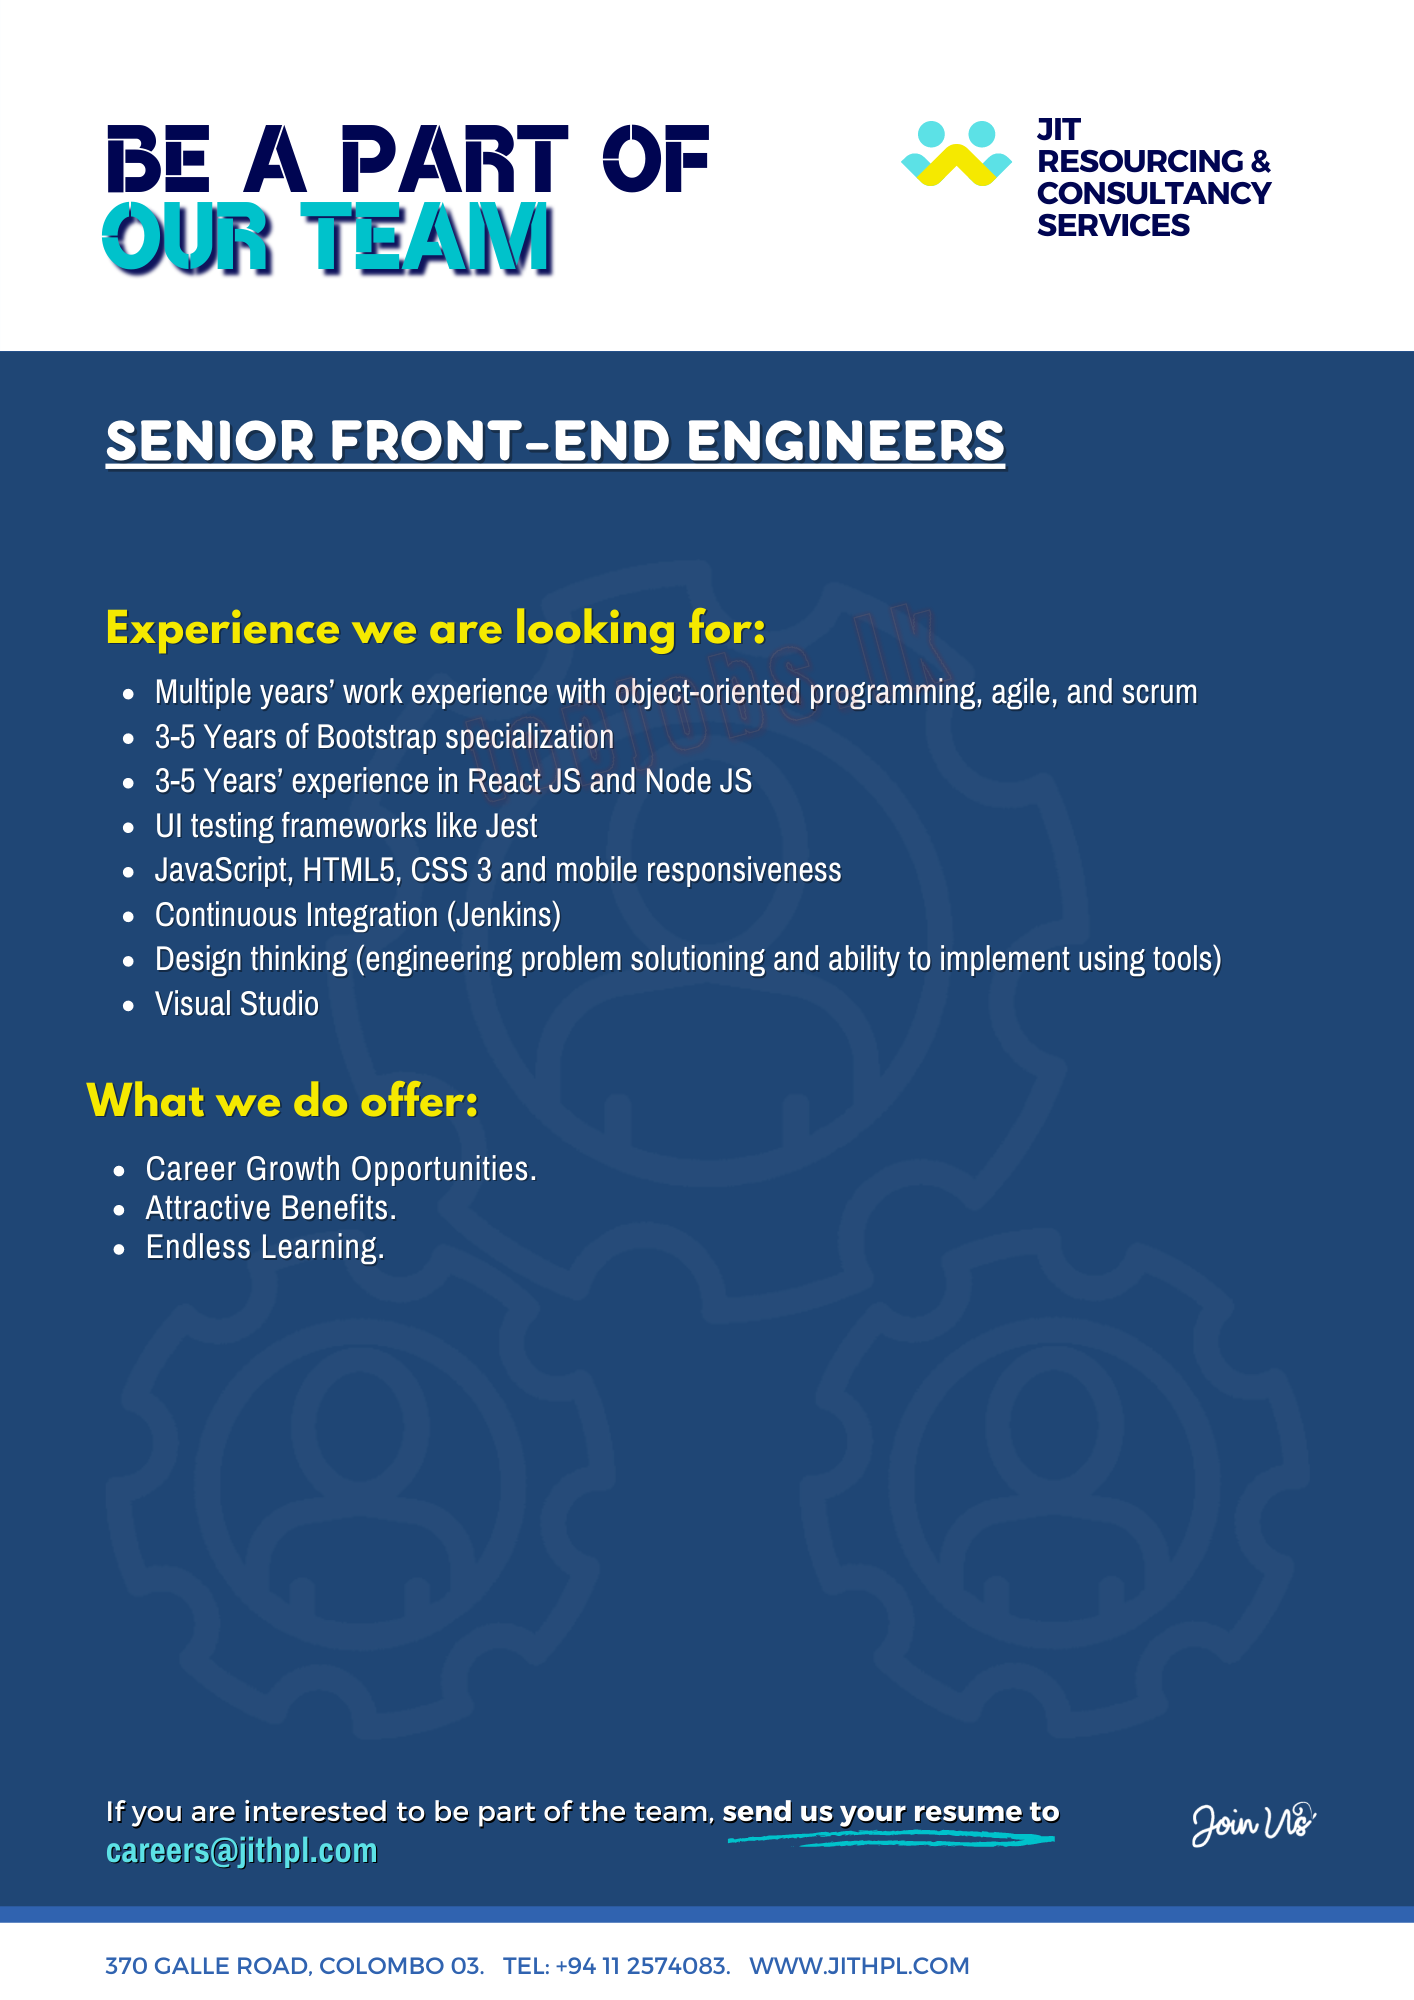 BE A PART OF
OUR TEAM
JIT
RESOURCING &
CONSULTANCY
SERVICES
SENIOR FRONT-END ENGINEERS
Experience we are looking for:
• Multiple years’ work experience with object-oriented programming, agile, and scrum
• 3-5 Years of Bootstrap specialization
• 3-5 Years’ experience in React JS and Node JS
• UI testing frameworks like Jest
• JavaScript, HTML5, CSS 3 and mobile responsiveness
• Continuous Integration (Jenkins)
• Design thinking (engineering problem solutioning and ability to implement using tools)
• Visual Studio
What we do offer:
• Career Growth Opportunities.
• Attractive Benefits.
• Endless Learning.
If you are interested to be part of the team, send us your resume to
careers@jithpl.com
Join Us
370 GALLE ROAD, COLOMBO 03. TEL: +94 11 2574083. WWW.JITHPL.COM